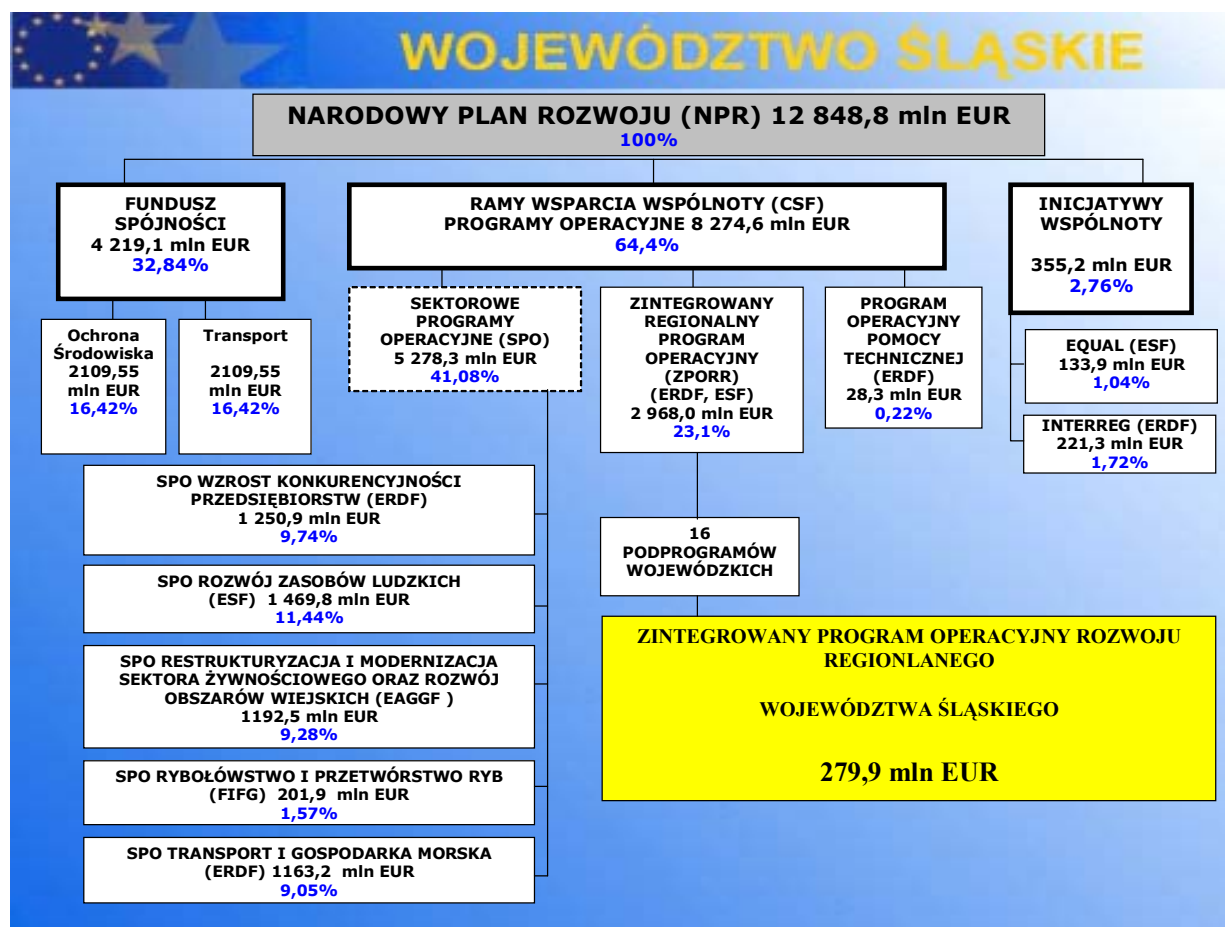 WOJEWÓDZTWO ŚLĄSKIE
NARODOWY PLAN ROZWOJU (NPR) 12 848,8 mln EUR
100%
FUNDUSZ
SPÓJNOŚCI
4 219,1 mln EUR
32,84%
RAMY WSPARCIA WSPÓLNOTY (CSF)
PROGRAMY OPERACYJNE 8 274,6 mln EUR
64,4%
INICJATYWY
WSPÓLNOTY
355,2 mln EUR
2,76%
Ochrona
Środowiska
2109,55
mln EUR
16,42%
Transport
2109,55
mln EUR
16,42%
SEKTOROWE
PROGRAMY
OPERACYJNE (SPO)
5 278,3 mln EUR
41,08%
ZINTEGROWANY
REGIONALNY
PROGRAM
OPERACYJNY
(ZPORR)
(ERDF, ESF)
2 968,0 mln EUR
23,1%
PROGRAM
OPERACYJNY
POMOCY
TECHNICZNEJ
(ERDF)
28,3 mln EUR
0,22%
EQUAL (ESF)
133,9 mln EUR
1,04%
INTERREG (ERDF)
221,3 mln EUR
1,72%
SPO WZROST KONKURENCYJNOŚCI
PRZEDSIĘBIORSTW (ERDF)
1 250,9 mln EUR
9,74%
SPO ROZWÓJ ZASOBÓW LUDZKICH
(ESF) 1 469,8 mln EUR
11,44%
SPO RESTRUKTURYZACJA I MODERNIZACJA
SEKTORA ŻYWNOŚCIOWEGO ORAZ ROZWÓJ
OBSZARÓW WIEJSKICH (EAGGF )
1192,5 mln EUR
9,28%
SPO RYBOŁÓWSTWO I PRZETWÓRSTWO RYB
(FIFG) 201,9 mln EUR
1,57%
SPO TRANSPORT I GOSPODARKA MORSKA
(ERDF) 1163,2 mln EUR
9,05%
16
PODPROGRAMÓW
WOJEWÓDZKICH
ZINTEGROWANY PROGRAM OPERACYJNY ROZWOJU
REGIONLANEGO
WOJEWÓDZTWA ŚLĄSKIEGO
279,9 mln EUR